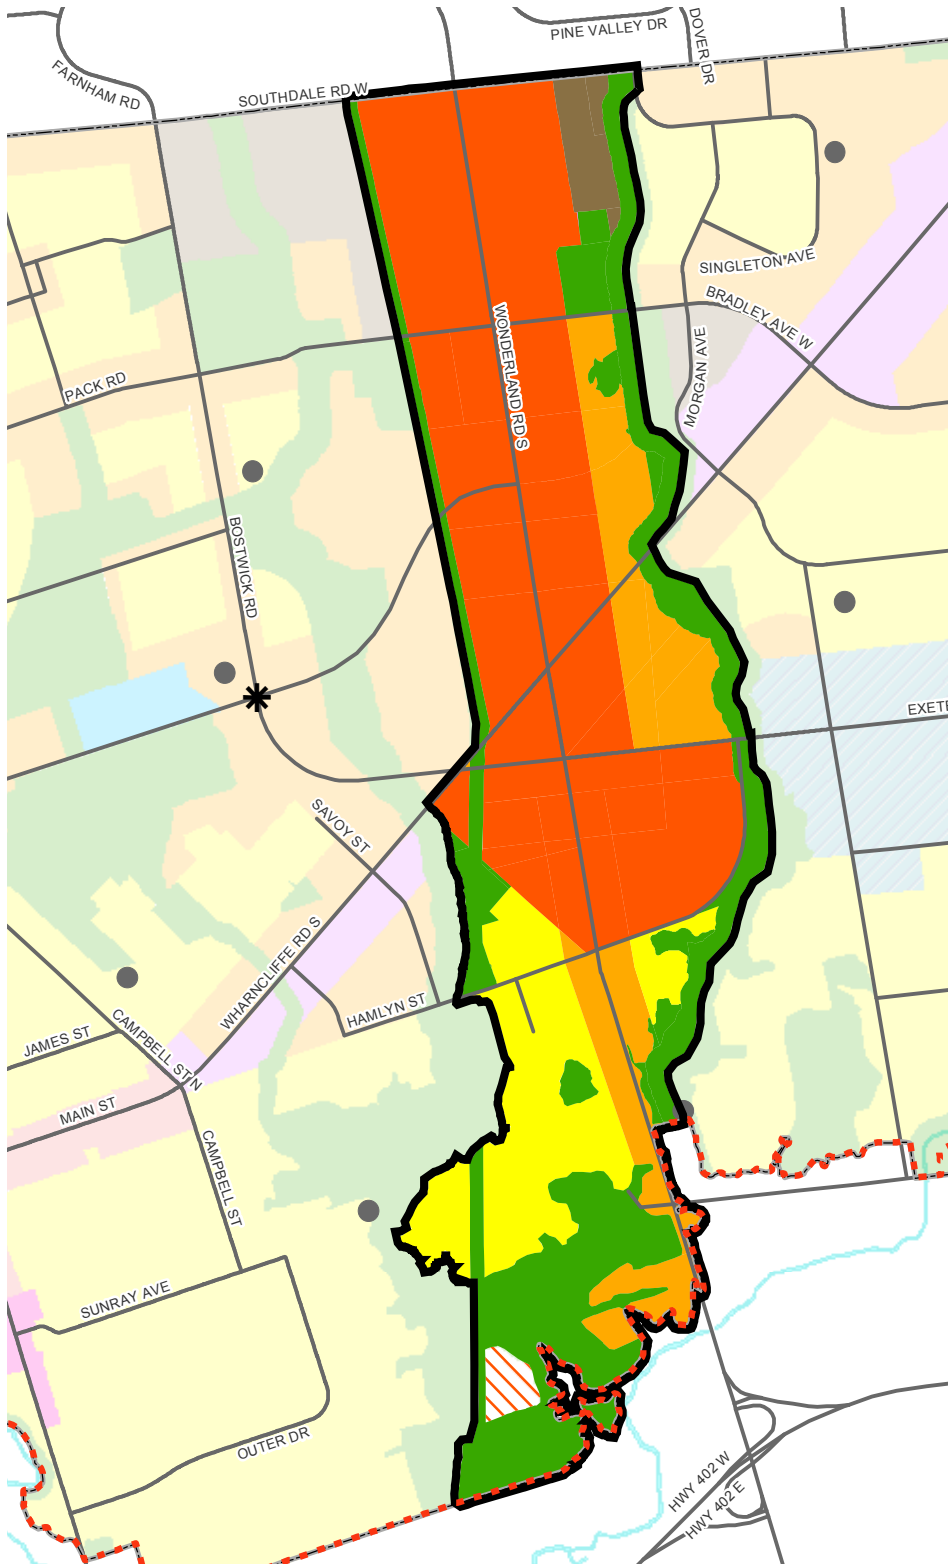 PINE VALLEY DR
DOVER DR
FARNHAM RD
SOUTHDALE RD W
SINGLETON AVE
BRADLEY AVE W
WONDERLAND RD S
MORGAN AVE
PACK RD
BOSTWICK RD
EXETE
SAVOY ST
WHARNCLIFFE RD S
HAMLYN ST
JAMES ST
CAMPBELL ST N
MAIN ST
CAMPBELL ST
SUNRAY AVE
OUTER DR
HWY 402 W
HWY 402 E